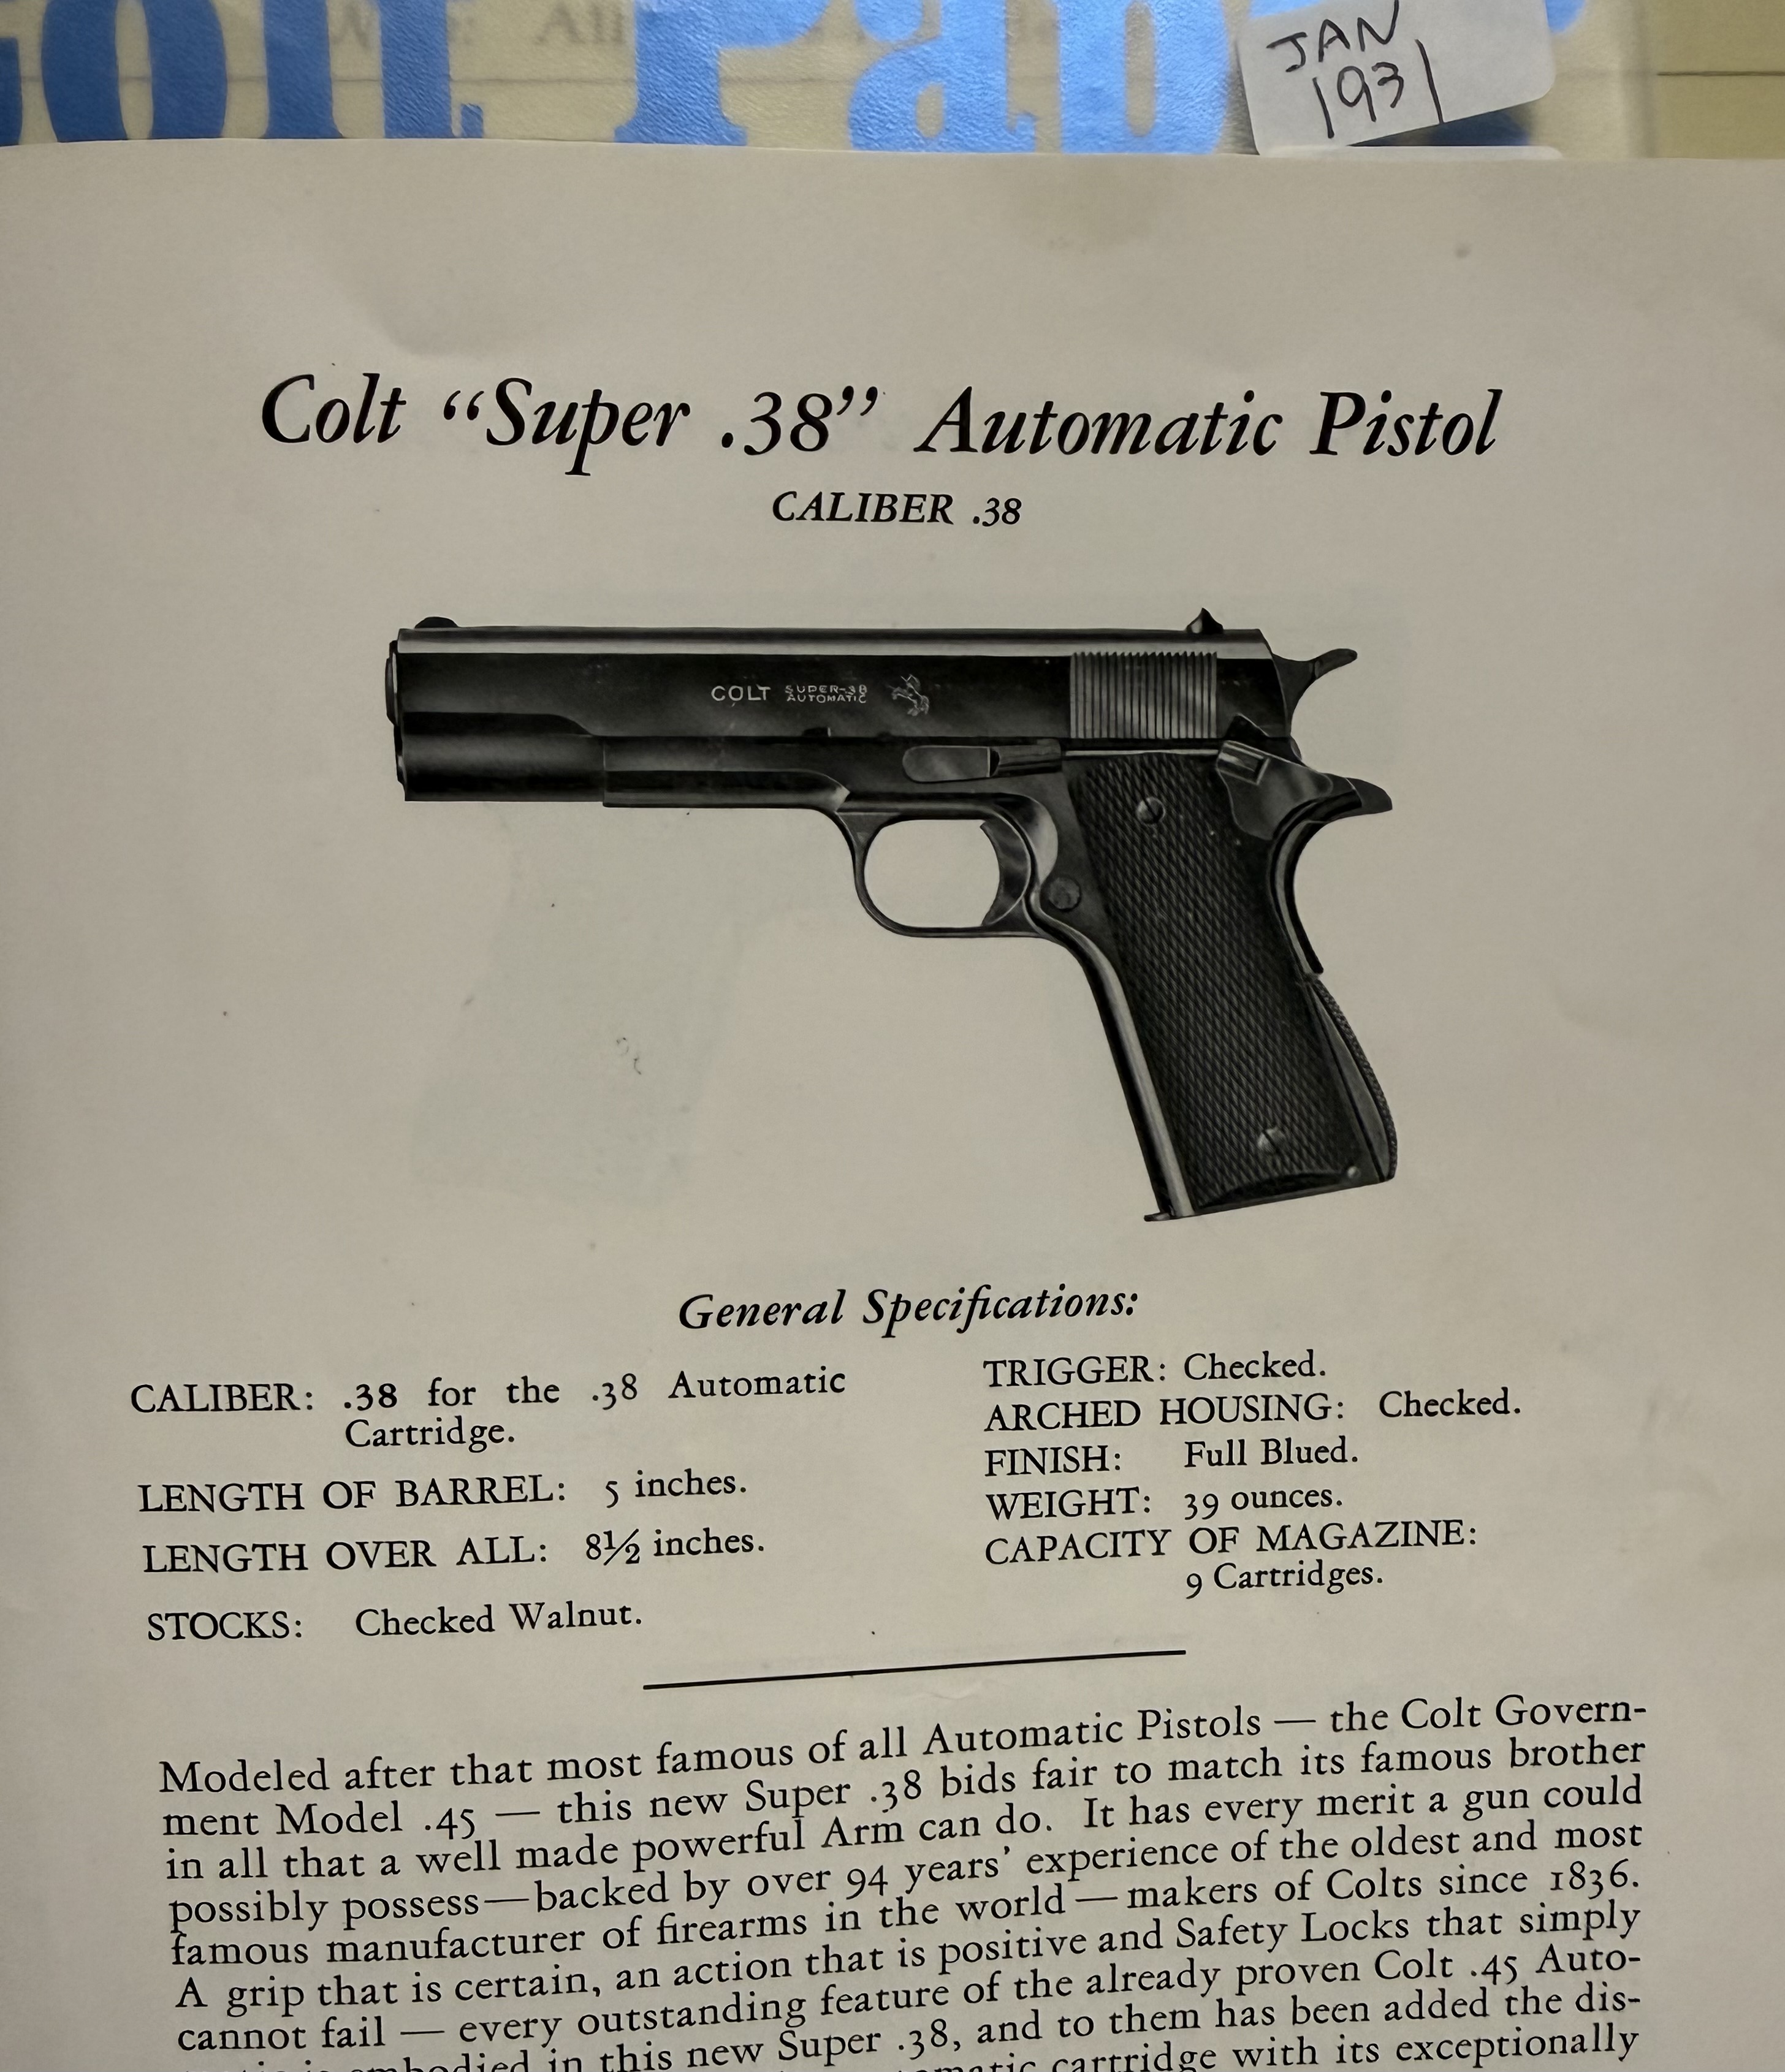 Colt
JAN
1931
Colt “Super .38” Automatic Pistol
CALIBER .38
COLT SUPER-38
AUTOMATIC
General Specifications:
CALIBER: .38 for the .38 Automatic
Cartridge.
LENGTH OF BARREL: 5 inches.
LENGTH OVER ALL: 8½ inches.
STOCKS: Checked Walnut.
TRIGGER: Checked.
ARCHED HOUSING: Checked.
FINISH: Full Blued.
WEIGHT: 39 ounces.
CAPACITY OF MAGAZINE:
9 Cartridges.
Modeled after that most famous of all Automatic Pistols — the Colt Govern-
ment Model .45 — this new Super .38 bids fair to match its famous brother
in all that a well made powerful Arm can do. It has every merit a gun could
possibly possess—backed by over 94 years’ experience of the oldest and most
famous manufacturer of firearms in the world — makers of Colts since 1836.
A grip that is certain, an action that is positive and Safety Locks that simply
cannot fail — every outstanding feature of the already proven Colt .45 Auto-
embodied in this new Super .38, and to them has been added the dis-
cartridge with its exceptionally